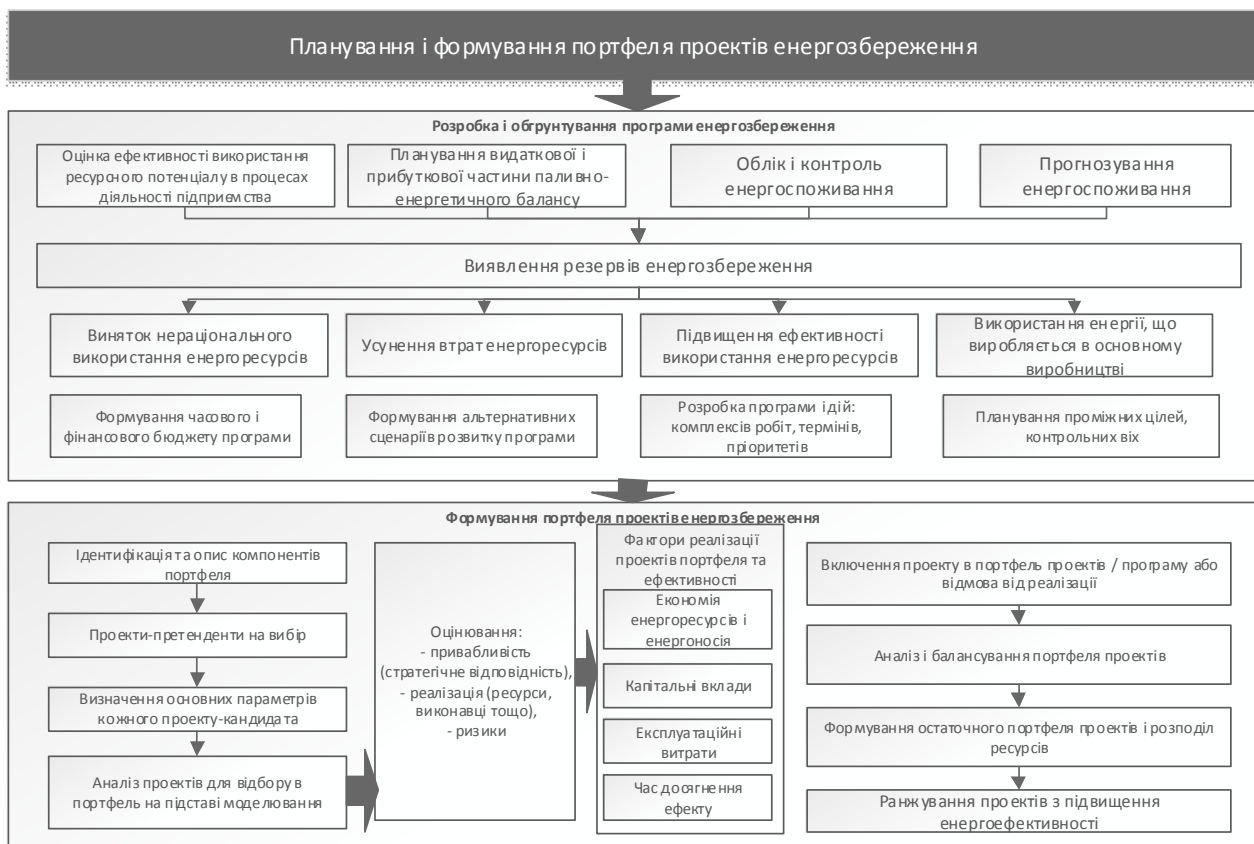 Планування і формування портфеля проектів енергозбереження
Розробка і обгрунтування програми енергозбереження
Оцінка ефективності використання
ресурсного потенціалу в процесах
діяльності підприємства
Планування видаткової і
прибуткової частини паливно-
енергетичного балансу
Облік і контроль
енергоспоживання
Прогнозування
енергоспоживання
Виявлення резервів енергозбереження
Виняток нераціонального
використання енергоресурсів
Усунення втрат енергоресурсів
Підвищення ефективності
використання енергоресурсів
Використання енергії, що
виробляється в основному
виробництві
Формування часового і
фінансового бюджету програми
Формування альтернативних
сценаріїв розвитку програми
Розробка програми і дій:
комплексів робіт, термінів,
пріоритетів
Планування проміжних цілей,
контрольних віх
Формування портфеля проектів енергозбереження
Ідентифікація та опис компонентів
портфеля
Проекти-претенденти на вибір
Визначення основних параметрів
кожного проекту-кандидата
Аналіз проектів для відбору в
портфель на підставі моделювання
Оцінювання:
- привабливість
(стратегічне відповідність),
- реалізація (ресурси,
виконавці тощо),
- ризики
Фактори реалізації
проектів портфеля та
ефективності
Економія
енергоресурсів і
енергоносія
Капітальні вклади
Експлуатаційні
витрати
Час досягнення
ефекту
Включення проекту в портфель проектів / програму або
відмова від реалізації
Аналіз і балансування портфеля проектів
Формування остаточного портфеля проектів і розподіл
ресурсів
Ранжування проектів з підвищення
енергоефективності